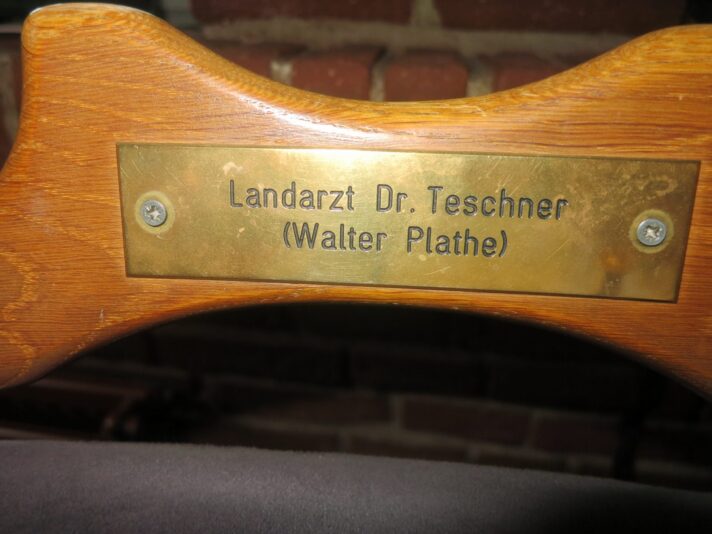 Landarzt Dr. Teschner
(Walter Plathe)